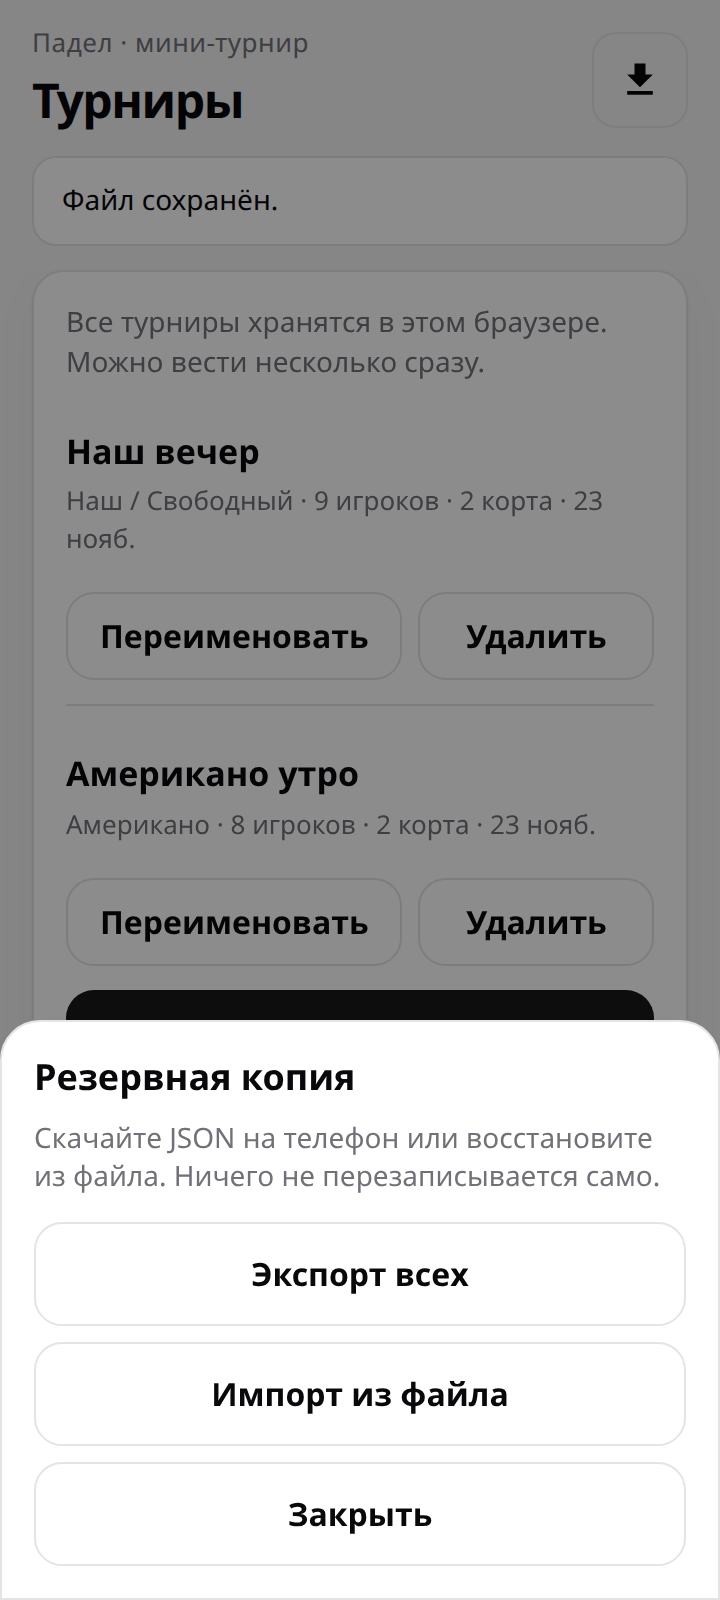 Падел · мини-турнир
Турниры
Файл сохранён.
Все турниры хранятся в этом браузере.
Можно вести несколько сразу.
Наш вечер
Наш / Свободный · 9 игроков · 2 корта · 23
нояб.
Переименовать
Удалить
Американо утро
Американо · 8 игроков · 2 корта · 23 нояб.
Переименовать
Удалить
Резервная копия
Скачайте JSON на телефон или восстановите
из файла. Ничего не перезаписывается само.
Экспорт всех
Импорт из файла
Закрыть